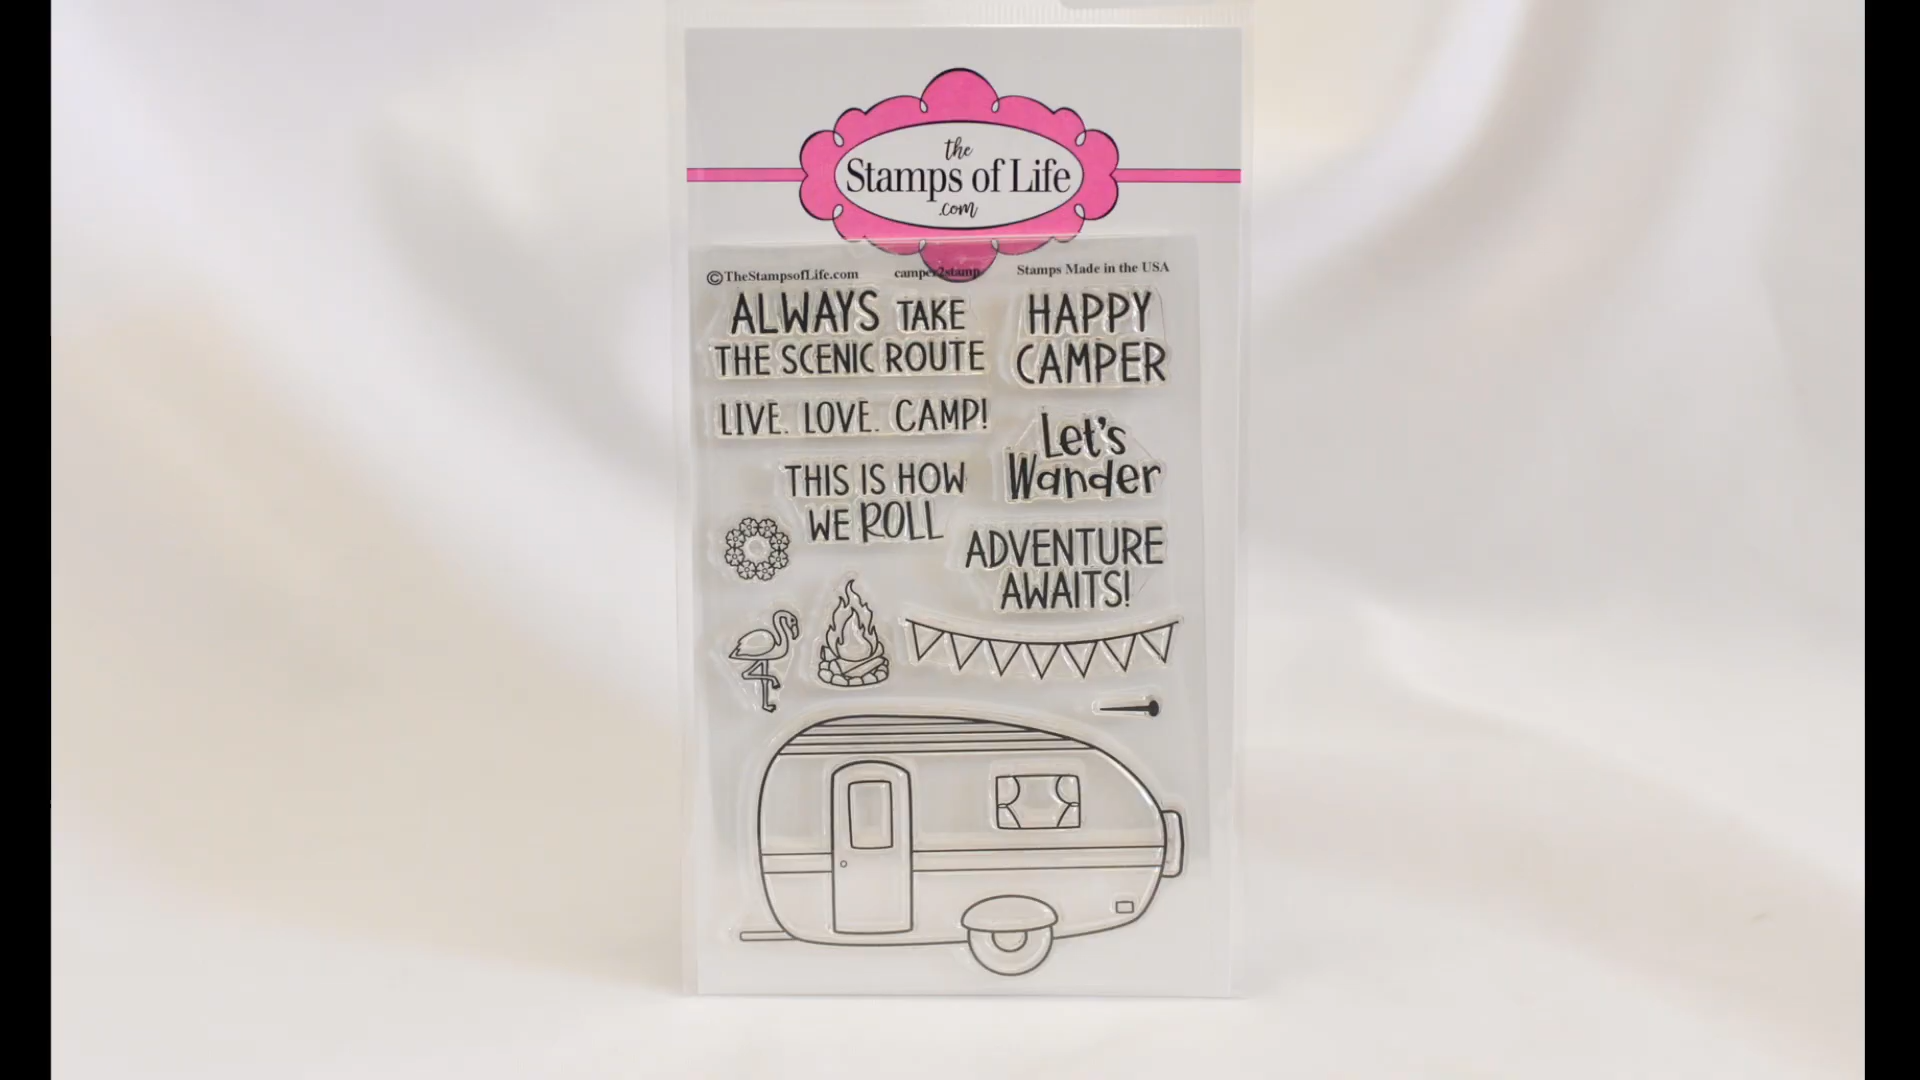 the
Stamps of Life
.com
©TheStampsofLife.com camper2stamp Stamps Made in the USA
ALWAYS TAKE
THE SCENIC ROUTE
HAPPY
CAMPER
LIVE. LOVE. CAMP!
Let's
Wander
THIS IS HOW
WE ROLL
ADVENTURE
AWAITS!